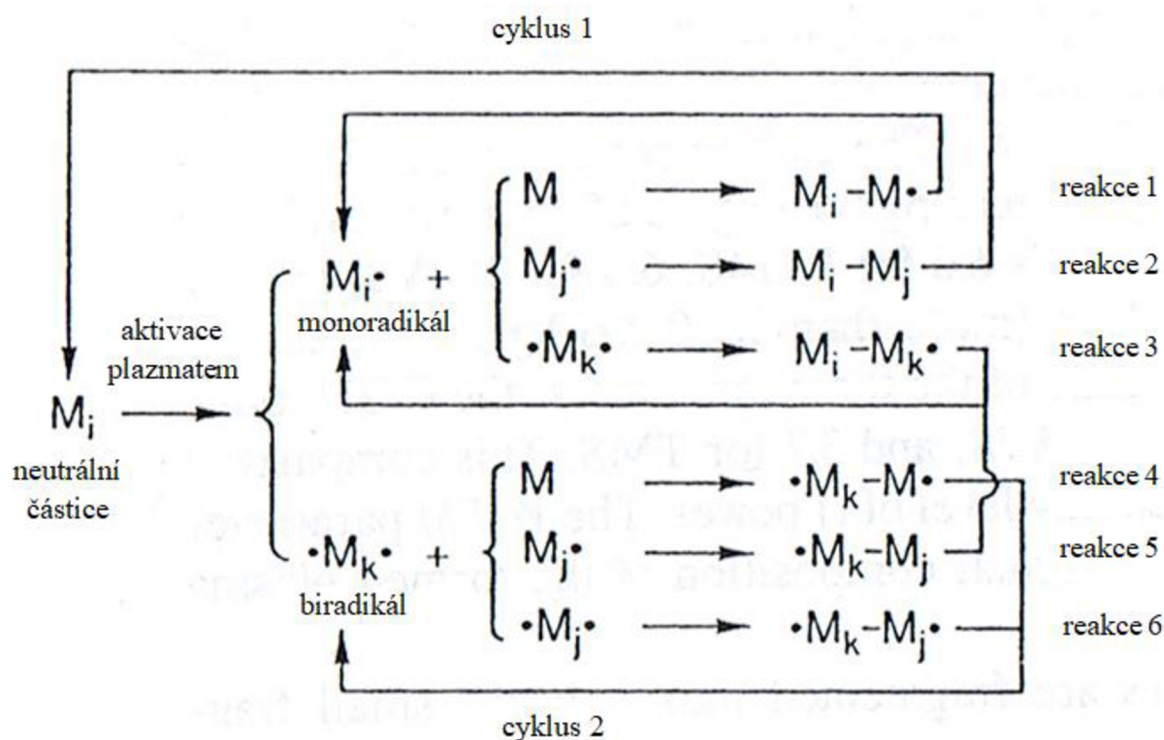 cyklus 1
M ⟶ Mᵢ–M• reakce 1
Mⱼ• ⟶ Mᵢ–Mⱼ reakce 2
Mᵢ• +
monoradikál
•Mₖ• ⟶ Mᵢ–Mₖ• reakce 3
aktivace
plazmatem
Mᵢ
neutrální
částice
M ⟶ •Mₖ–M• reakce 4
•Mₖ• + Mⱼ• ⟶ •Mₖ–Mⱼ reakce 5
biradikál
•Mⱼ• ⟶ •Mₖ–Mⱼ• reakce 6
cyklus 2